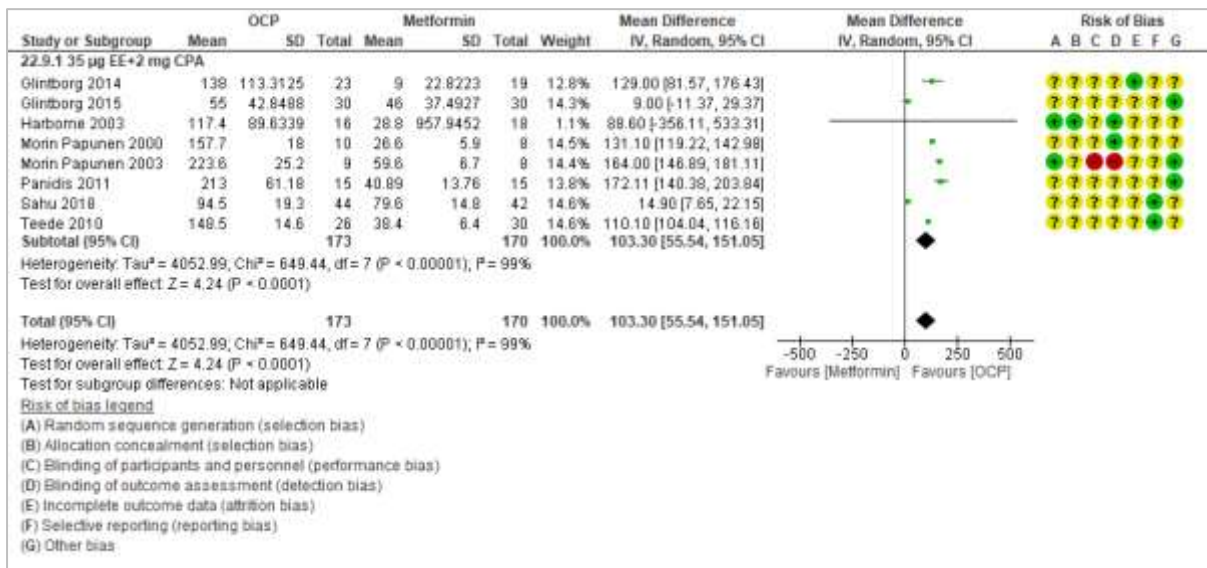 OCP Metformin Mean Difference Mean Difference Risk of Bias
Study or Subgroup Mean SD Total Mean SD Total Weight IV, Random, 95% CI IV, Random, 95% CI A B C D E F G
22.9.1 35 µg EE+2 mg CPA
Glintborg 2014 138 113.3125 23 9 22.8223 19 12.8% 129.00 [81.57, 176.43] ? ? ? ? + ? ?
Glintborg 2015 55 42.8488 30 46 37.4927 30 14.3% 9.00 [-11.37, 29.37] ? ? ? ? ? ? +
Harborne 2003 117.4 89.6339 16 28.8 957.9452 18 1.1% 88.60 [-356.11, 533.31] + + ? + ? ? ?
Morin Papunen 2000 157.7 18 10 26.6 5.9 8 14.5% 131.10 [119.22, 142.98] ? ? ? + ? ? ?
Morin Papunen 2003 223.6 25.2 9 59.6 6.7 8 14.4% 164.00 [146.89, 181.11] + ? ? ? +
Panidis 2011 213 61.18 15 40.89 13.76 15 13.8% 172.11 [140.38, 203.84] ? ? ? ? ? ? +
Sahu 2018 94.5 19.3 44 79.6 14.8 42 14.6% 14.90 [7.65, 22.15] ? ? ? ? ? + ?
Teede 2010 148.5 14.6 26 38.4 6.4 30 14.6% 110.10 [104.04, 116.16] ? ? ? ? ? + ?
Subtotal (95% CI) 173 170 100.0% 103.30 [55.54, 151.05]
Heterogeneity: Tau² = 4052.99; Chi² = 649.44, df = 7 (P < 0.00001); I² = 99%
Test for overall effect: Z = 4.24 (P < 0.0001)
Total (95% CI) 173 170 100.0% 103.30 [55.54, 151.05]
Heterogeneity: Tau² = 4052.99; Chi² = 649.44, df = 7 (P < 0.00001); I² = 99%
Test for overall effect: Z = 4.24 (P < 0.0001)
Test for subgroup differences: Not applicable
-500 -250 0 250 500
Favours [Metformin] Favours [OCP]
Risk of bias legend
(A) Random sequence generation (selection bias)
(B) Allocation concealment (selection bias)
(C) Blinding of participants and personnel (performance bias)
(D) Blinding of outcome assessment (detection bias)
(E) Incomplete outcome data (attrition bias)
(F) Selective reporting (reporting bias)
(G) Other bias